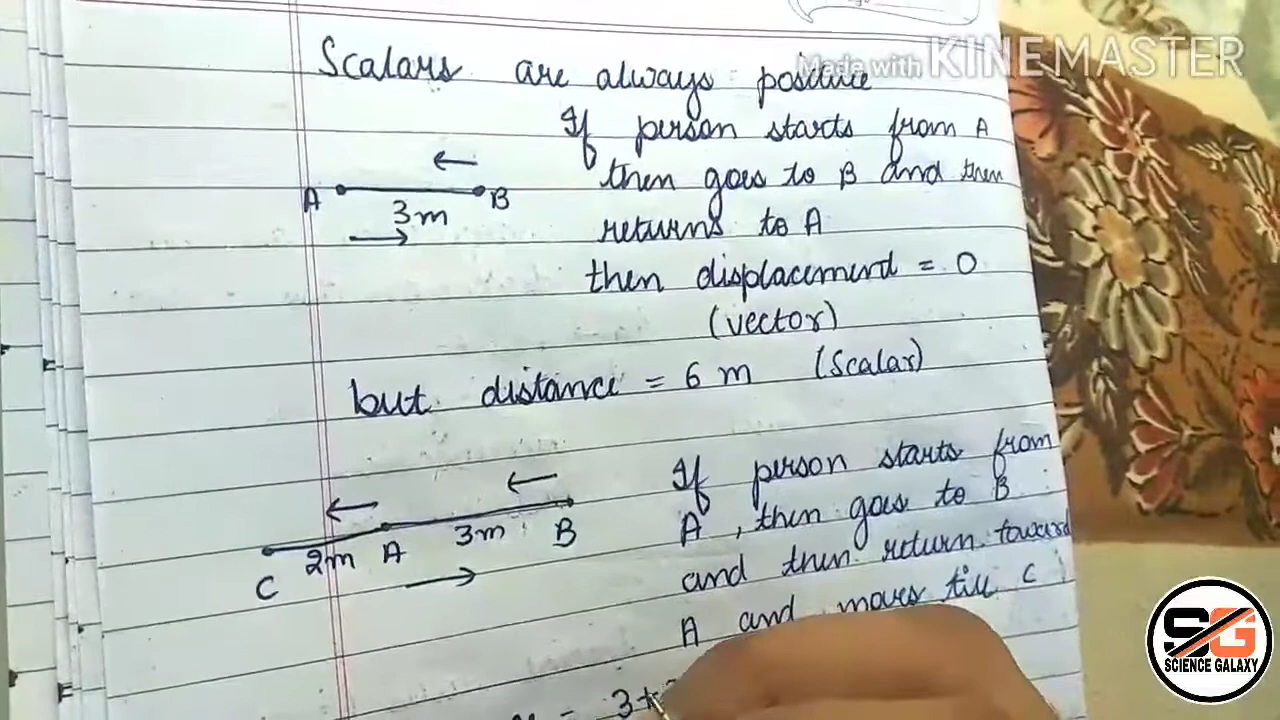 Made with KINEMASTER
Scalars are always positive
If person starts from A
then goes to B and then
returns to A
A B
3m
then displacement = 0
(vector)
but distance = 6 m (Scalar)
If person starts from
A, then goes to B
and then return toward
A and moves till C
C 2m A 3m B
= 3+
SG
SCIENCE GALAXY